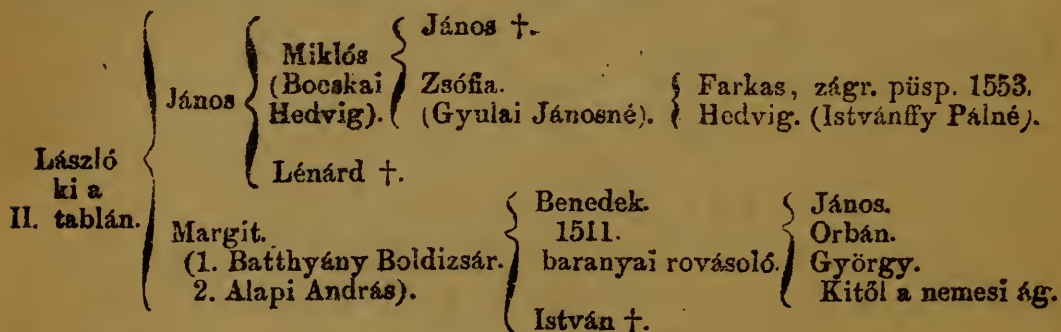 János †.
Miklós
(Bocskai
Hedvig).
Zsófia.
(Gyulai Jánosné).
Farkas, zágr. püsp. 1553.
Hedvig. (Istvánffy Pálné).
János
Lénárd †.
László
ki a
II. tablán.
Margit.
(1. Batthyány Boldizsár.
2. Alapi András).
Benedek.
1511.
baranyai rovásoló.
István †.
János.
Orbán.
György.
Kitől a nemesi ág.